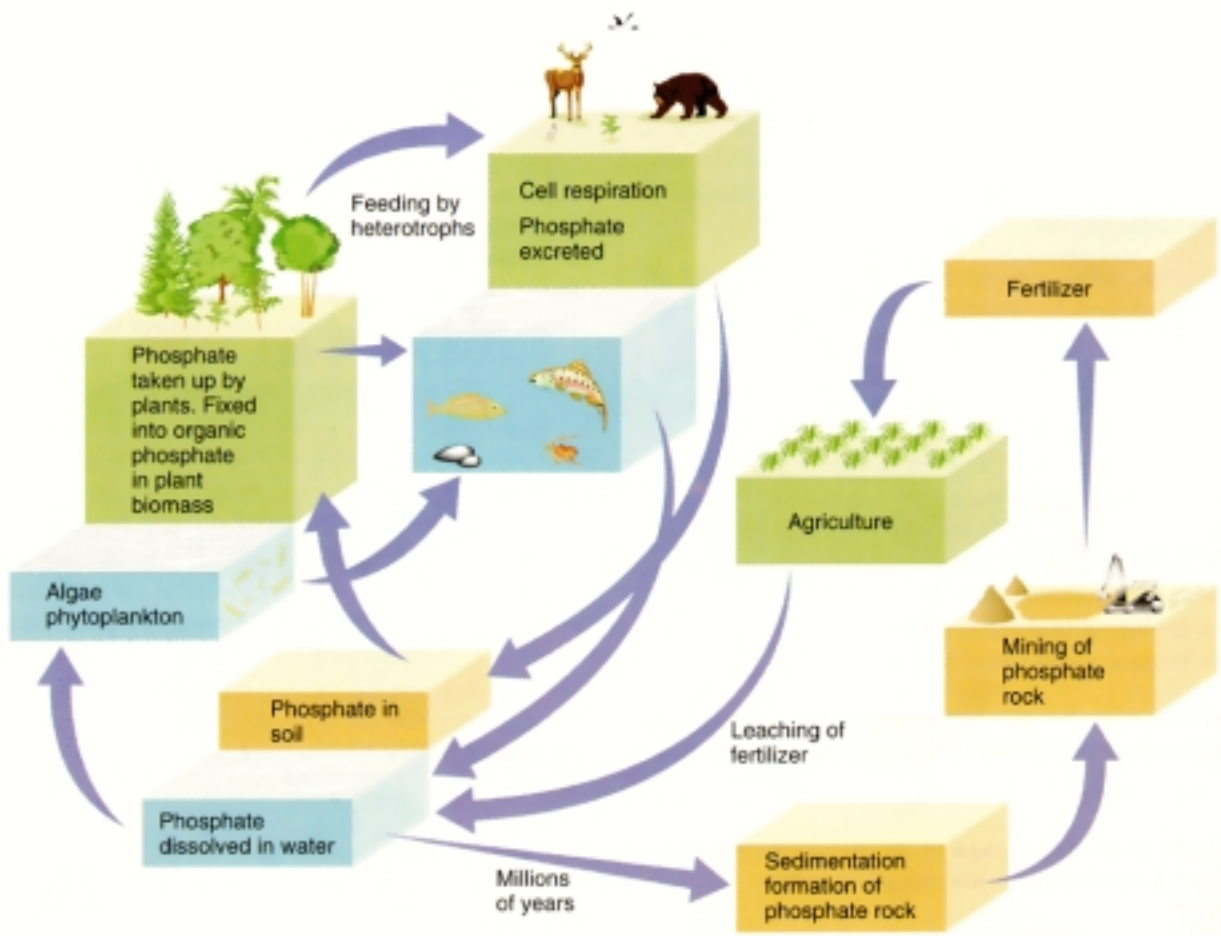 Feeding by
heterotrophs
Cell respiration
Phosphate
excreted
Fertilizer
Phosphate
taken up by
plants. Fixed
into organic
phosphate
in plant
biomass
Agriculture
Algae
phytoplankton
Mining of
phosphate
rock
Phosphate in
soil
Leaching of
fertilizer
Phosphate
dissolved in water
Millions
of years
Sedimentation
formation of
phosphate rock